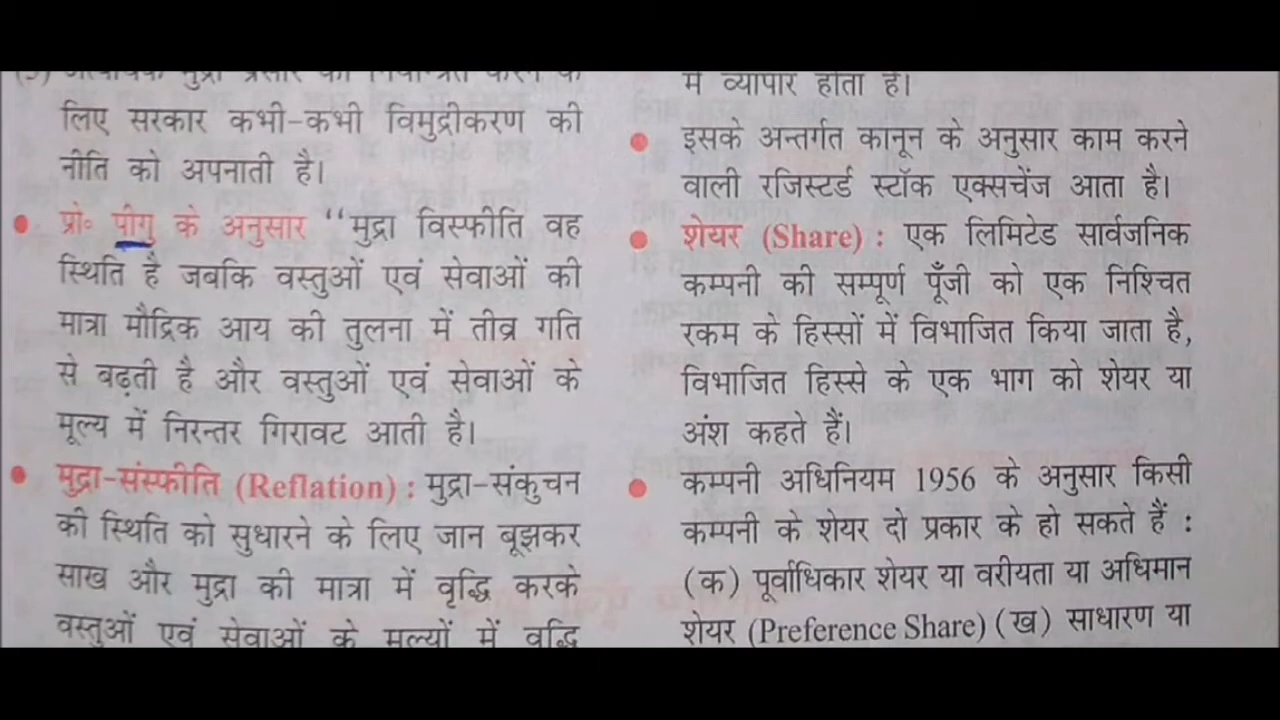 लिए सरकार कभी-कभी विमुद्रीकरण की
नीति को अपनाती है।
प्रो॰ पीगु के अनुसार ‘‘मुद्रा विस्फीति वह
स्थिति है जबकि वस्तुओं एवं सेवाओं की
मात्रा मौद्रिक आय की तुलना में तीव्र गति
से बढ़ती है और वस्तुओं एवं सेवाओं के
मूल्य में निरन्तर गिरावट आती है।
मुद्रा-संस्फीति (Reflation) : मुद्रा-संकुचन
की स्थिति को सुधारने के लिए जान बूझकर
साख और मुद्रा की मात्रा में वृद्धि करके
वस्तुओं एवं सेवाओं के मूल्यों में वृद्धि
में व्यापार होता है।
इसके अन्तर्गत कानून के अनुसार काम करने
वाली रजिस्टर्ड स्टॉक एक्सचेंज आता है।
शेयर (Share) : एक लिमिटेड सार्वजनिक
कम्पनी की सम्पूर्ण पूँजी को एक निश्चित
रकम के हिस्सों में विभाजित किया जाता है,
विभाजित हिस्से के एक भाग को शेयर या
अंश कहते हैं।
कम्पनी अधिनियम 1956 के अनुसार किसी
कम्पनी के शेयर दो प्रकार के हो सकते हैं :
(क) पूर्वाधिकार शेयर या वरीयता या अधिमान
शेयर (Preference Share) (ख) साधारण या